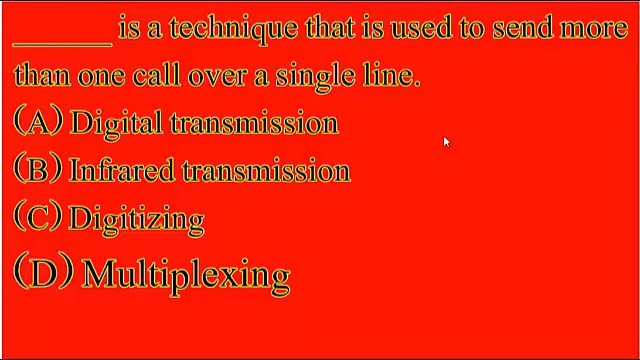 ______ is a technique that is used to send more
than one call over a single line.
(A) Digital transmission
(B) Infrared transmission
(C) Digitizing
(D) Multiplexing